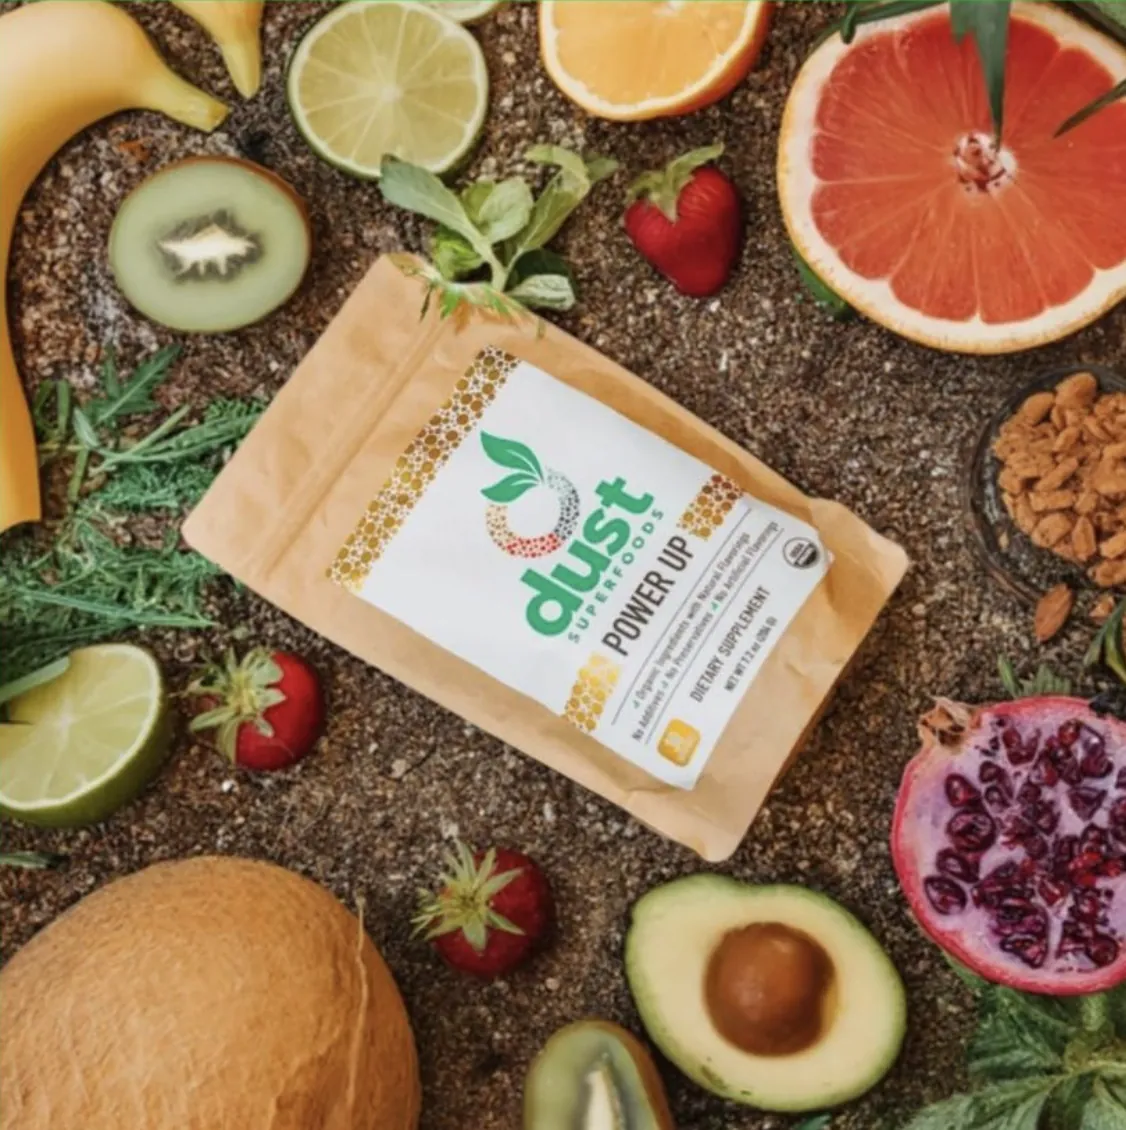 dust
SUPERFOODS
POWER UP
✓ Organic Ingredients with Natural Flavorings
No Additives ✓ No Preservatives ✓ No Artificial Flavorings
DIETARY SUPPLEMENT